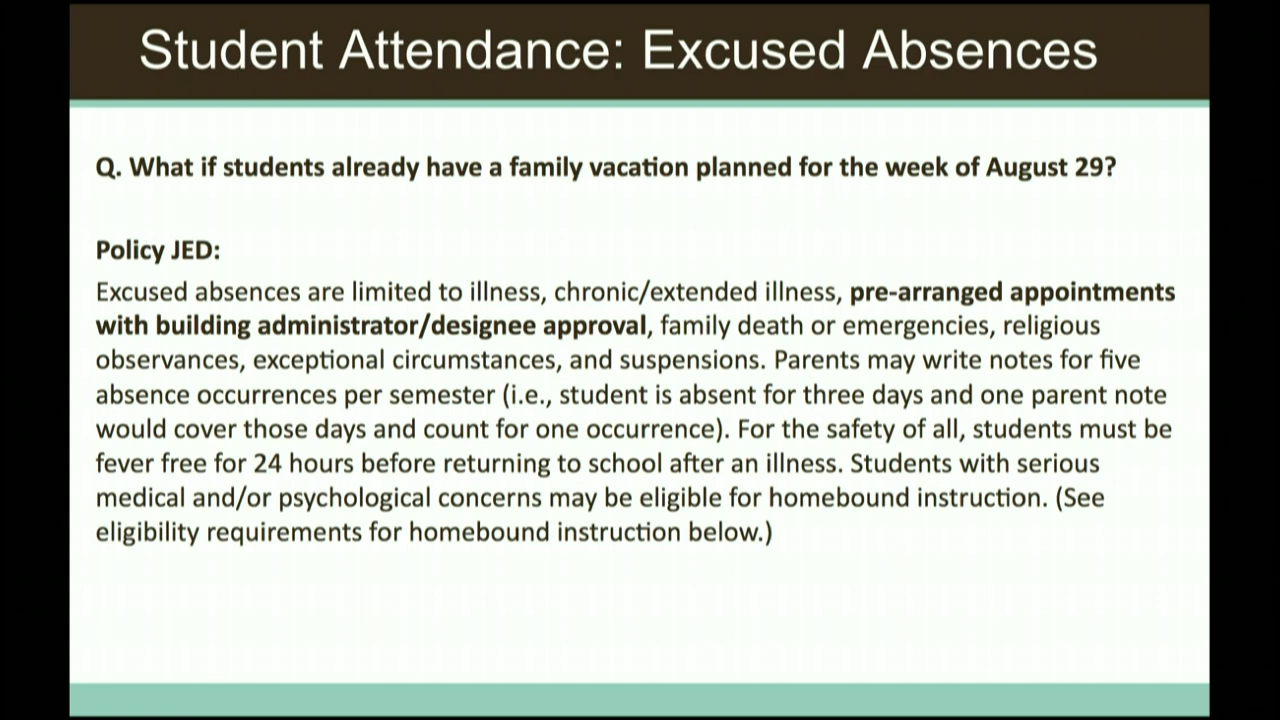 Student Attendance: Excused Absences
Q. What if students already have a family vacation planned for the week of August 29?
Policy JED:
Excused absences are limited to illness, chronic/extended illness, pre-arranged appointments
with building administrator/designee approval, family death or emergencies, religious
observances, exceptional circumstances, and suspensions. Parents may write notes for five
absence occurrences per semester (i.e., student is absent for three days and one parent note
would cover those days and count for one occurrence). For the safety of all, students must be
fever free for 24 hours before returning to school after an illness. Students with serious
medical and/or psychological concerns may be eligible for homebound instruction. (See
eligibility requirements for homebound instruction below.)